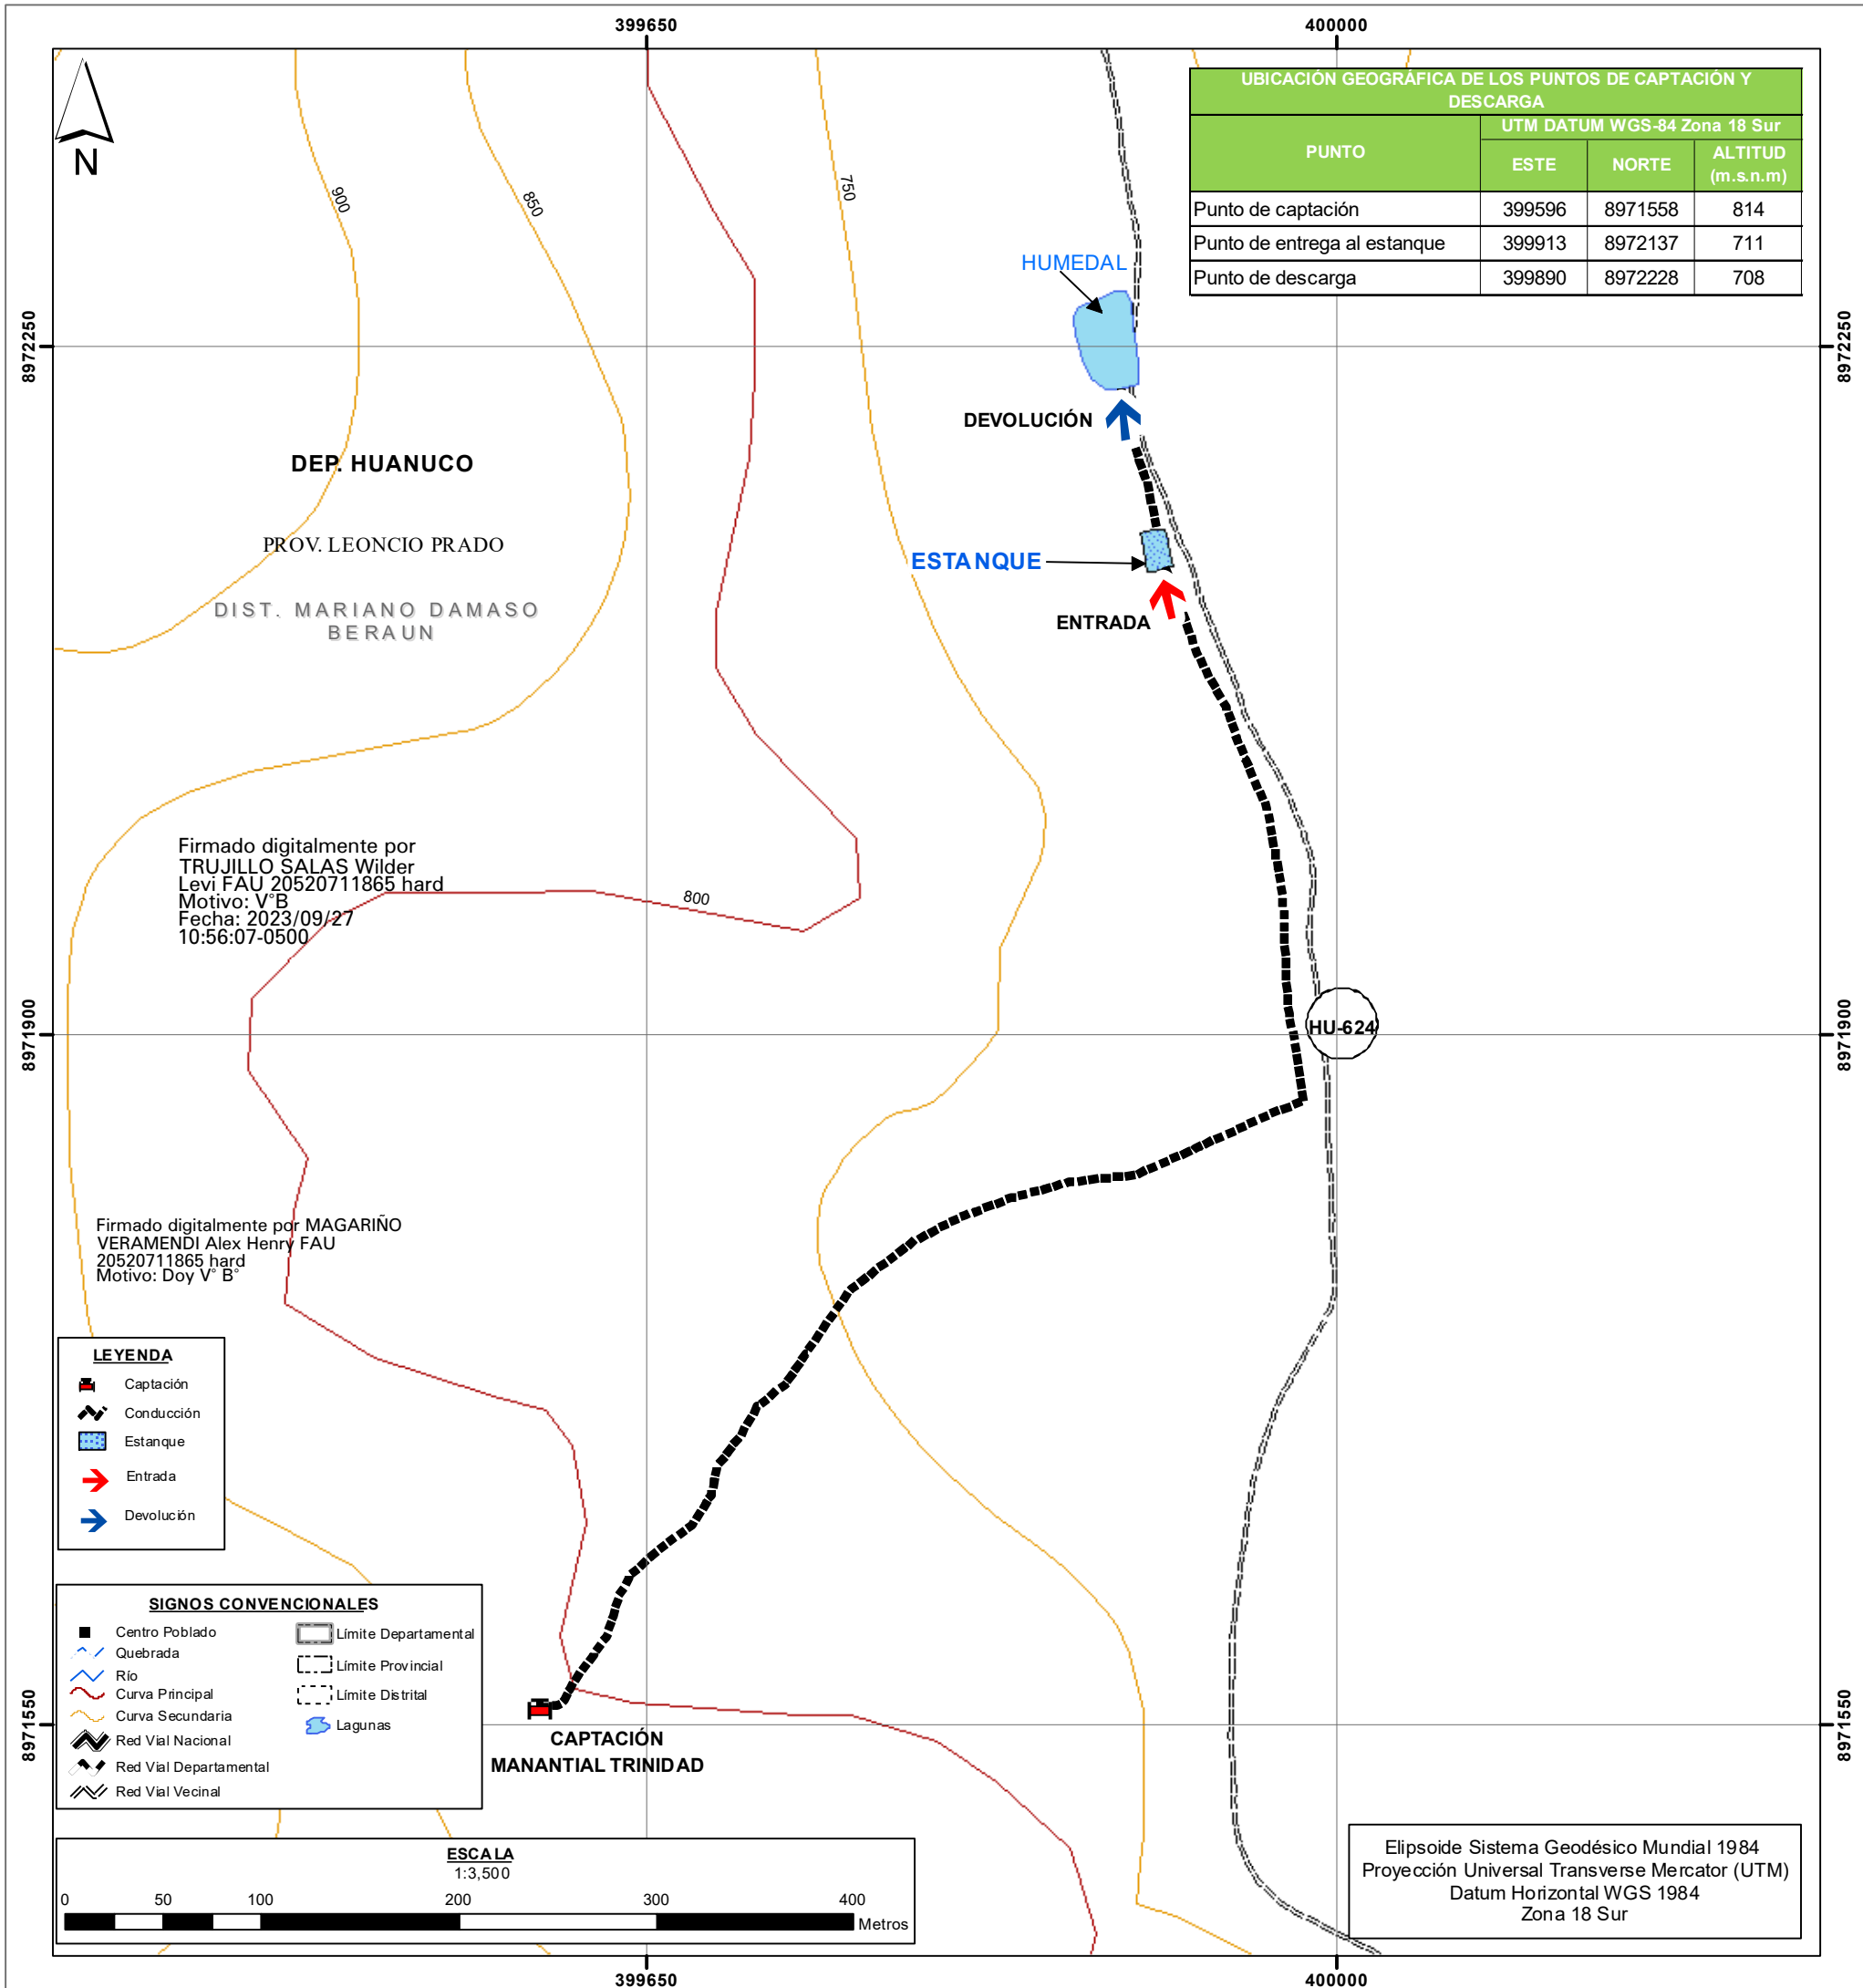 399650
400000
UBICACIÓN GEOGRÁFICA DE LOS PUNTOS DE CAPTACIÓN Y
DESCARGA
PUNTO
UTM DATUM WGS-84 Zona 18 Sur
ESTE NORTE ALTITUD
(m.s.n.m)
Punto de captación 399596 8971558 814
Punto de entrega al estanque 399913 8972137 711
Punto de descarga 399890 8972228 708
N
900
850
750
HUMEDAL
8972250
8972250
DEVOLUCIÓN
DEP. HUANUCO
PROV. LEONCIO PRADO
ESTANQUE
DIST. MARIANO DAMASO
BERAUN
ENTRADA
Firmado digitalmente por
TRUJILLO SALAS Wilder
Levi FAU 20520711865 hard
Motivo: V°B
Fecha: 2023/09/27
10:56:07-0500
800
8971900
HU-624
8971900
Firmado digitalmente por MAGARIÑO
VERAMENDI Alex Henry FAU
20520711865 hard
Motivo: Doy V° B°
LEYENDA
Captación
Conducción
Estanque
Entrada
Devolución
SIGNOS CONVENCIONALES
Centro Poblado
Quebrada
Río
Curva Principal
Curva Secundaria
Red Vial Nacional
Red Vial Departamental
Red Vial Vecinal
Límite Departamental
Límite Provincial
Límite Distrital
Lagunas
8971550
8971550
CAPTACIÓN
MANANTIAL TRINIDAD
ESCALA
1:3,500
0 50 100 200 300 400
Metros
Elipsoide Sistema Geodésico Mundial 1984
Proyección Universal Transverse Mercator (UTM)
Datum Horizontal WGS 1984
Zona 18 Sur
399650
400000